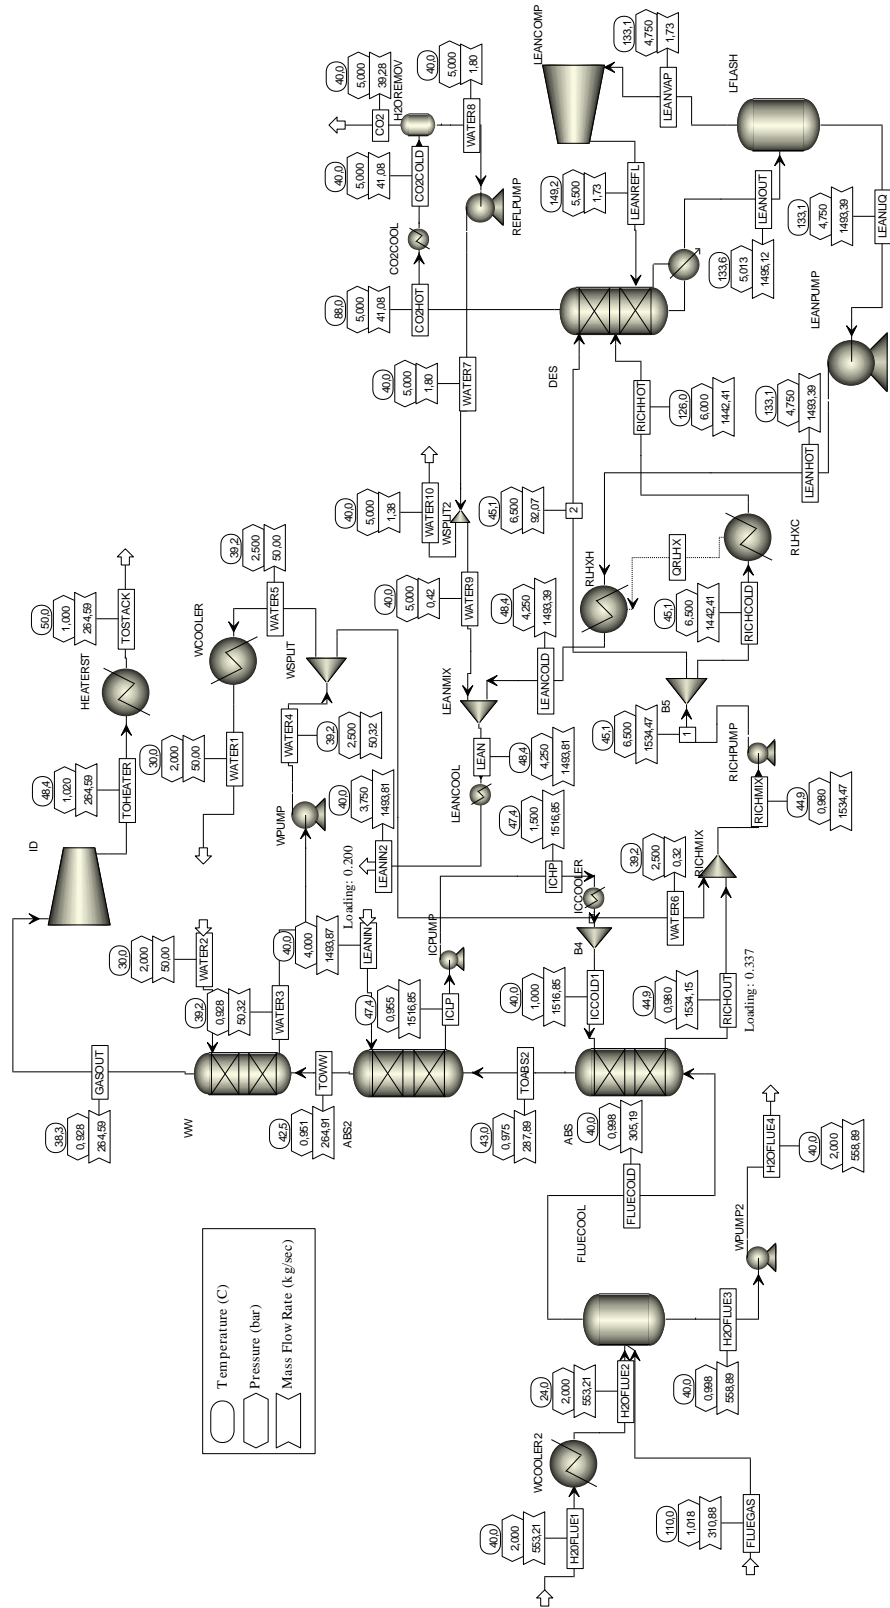 Temperature (C)
Pressure (bar)
Mass Flow Rate (kg/sec)
40,0
2,000
553,21
H2OFLUE1
WCOOLER2
24,0
2,000
553,21
H2OFLUE2
110,0
1,018
310,88
FLUEGAS
FLUECOOL
40,0
0,998
558,89
H2OFLUE3
WPUMP2
40,0
2,000
558,89
H2OFLUE4
40,0
0,998
305,19
FLUECOLD
ABS
43,0
0,975
287,89
TOABS2
ABS2
42,5
0,951
264,91
TOWW
WW
38,3
0,928
264,59
GASOUT
ID
48,4
1,020
264,59
TOHEATER
HEATERST
50,0
1,000
264,59
TOSTACK
30,0
2,000
50,00
WATER2
39,2
0,928
50,32
WATER3
WPUMP
39,2
2,500
50,32
WATER4
WSPLIT
39,2
2,500
50,00
WATER5
WCOOLER
30,0
2,000
50,00
WATER1
40,0
4,000
1493,87
LEANIN
Loading: 0.200
47,4
0,955
1516,85
ICLP
ICPUMP
47,4
1,500
1516,85
ICHP
ICCOOLER
B4
40,0
1,000
1516,85
ICCOLD1
44,9
0,980
1534,15
RICHOUT
Loading: 0.337
39,2
2,500
0,32
WATER6
RICHMIX
44,9
0,980
1534,47
RICHMIX
RICHPUMP
45,1
6,500
1534,47
1
B5
45,1
6,500
92,07
2
45,1
6,500
1442,41
RICHCOLD
RLHXC
QRLHX
RLHXH
126,0
6,000
1442,41
RICHHOT
DES
88,0
5,000
41,08
CO2HOT
CO2COOL
40,0
5,000
41,08
CO2COLD
H2OREMOV
40,0
5,000
39,28
CO2
40,0
5,000
1,80
WATER8
REFLPUMP
40,0
5,000
1,80
WATER7
WSPLIT2
40,0
5,000
1,38
WATER10
40,0
5,000
0,42
WATER9
LEANMIX
48,4
4,250
1493,39
LEANCOLD
48,4
4,250
1493,81
LEAN
LEANCOOL
40,0
3,750
1493,81
LEANIN2
133,6
5,013
1495,12
LEANOUT
LFLASH
133,1
4,750
1,73
LEANVAP
LEANCOMP
149,2
5,500
1,73
LEANREFL
133,1
4,750
1493,39
LEANLIQ
LEANPUMP
133,1
4,750
1493,39
LEANHOT